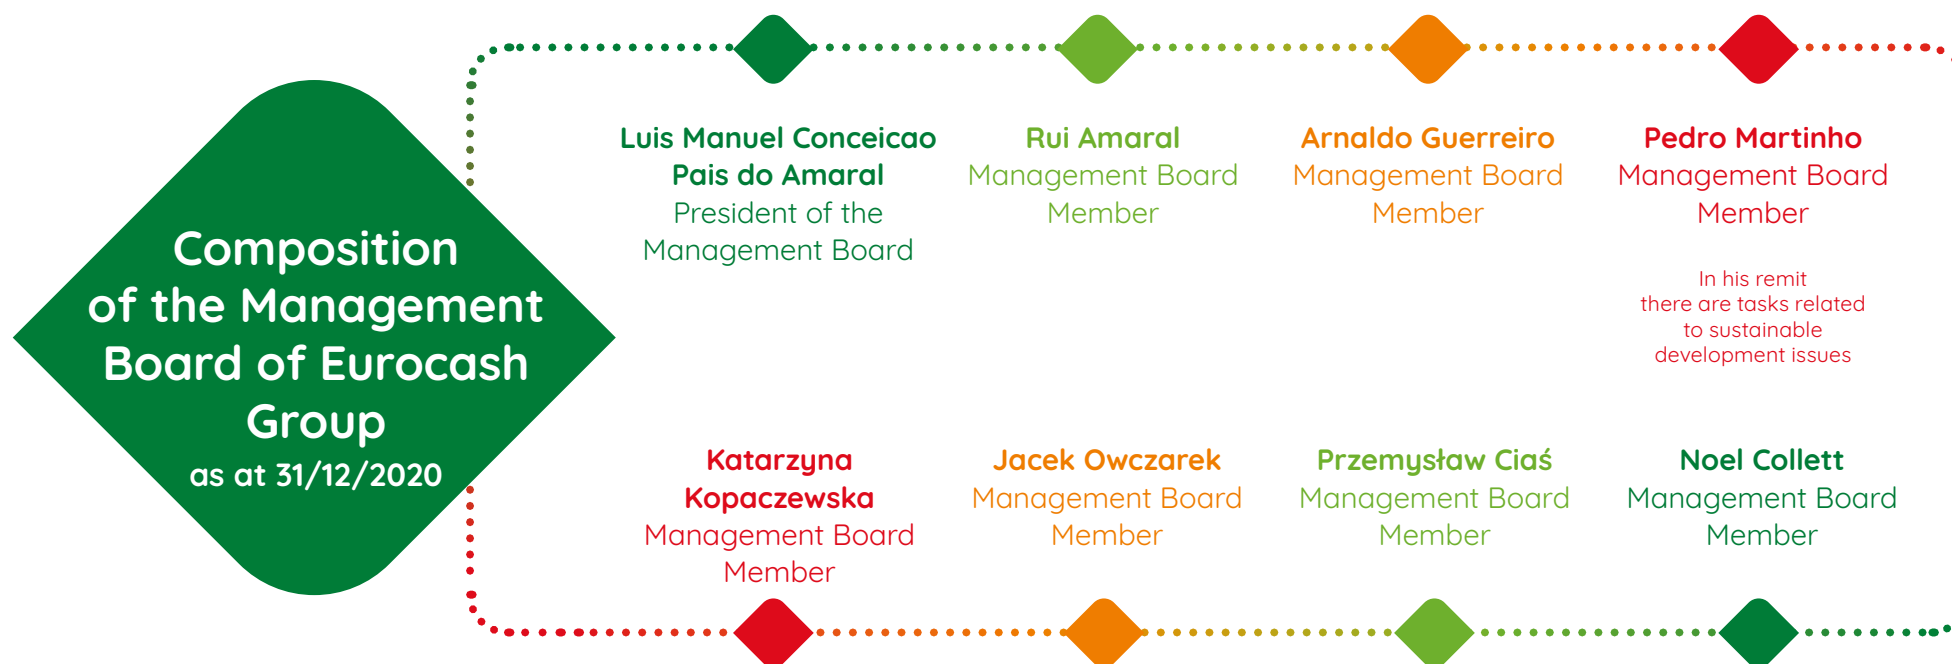 Composition
of the Management
Board of Eurocash
Group
as at 31/12/2020
Luis Manuel Conceicao
Pais do Amaral
President of the
Management Board
Rui Amaral
Management Board
Member
Arnaldo Guerreiro
Management Board
Member
Pedro Martinho
Management Board
Member
In his remit
there are tasks related
to sustainable
development issues
Katarzyna
Kopaczewska
Management Board
Member
Jacek Owczarek
Management Board
Member
Przemysław Ciaś
Management Board
Member
Noel Collett
Management Board
Member